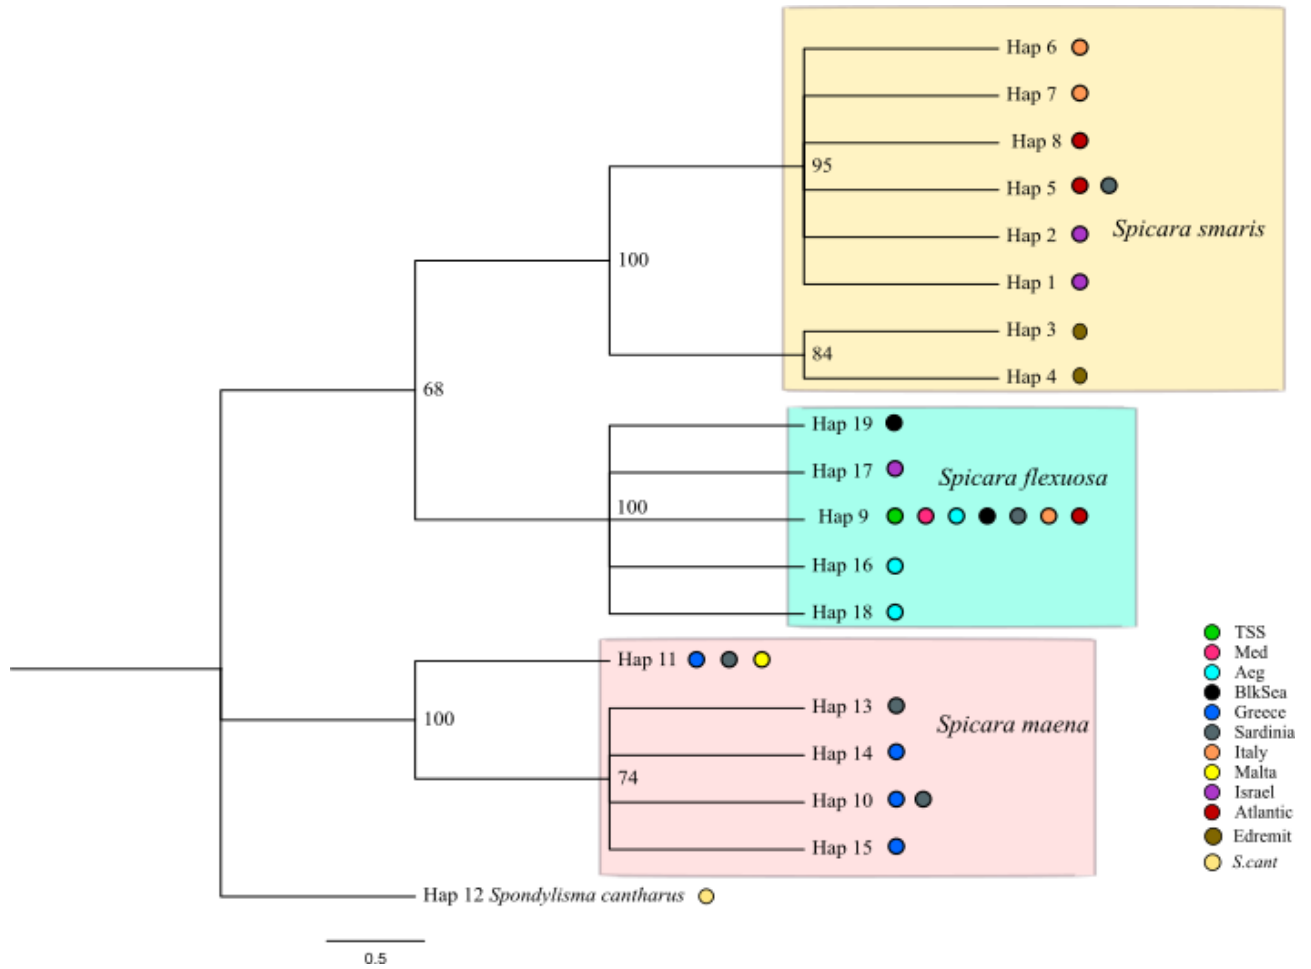 Hap 6
Hap 7
Hap 8
95
Hap 5
Spicara smaris
Hap 2
100
Hap 1
Hap 3
84
Hap 4
68
Hap 19
Hap 17
Spicara flexuosa
100
Hap 9
Hap 16
Hap 18
TSS
Med
Aeg
BlkSea
Greece
Sardinia
Italy
Malta
Israel
Atlantic
Edremit
S.cant
Hap 11
Hap 13
Spicara maena
100
Hap 14
74
Hap 10
Hap 15
Hap 12 Spondylisma cantharus
0.5